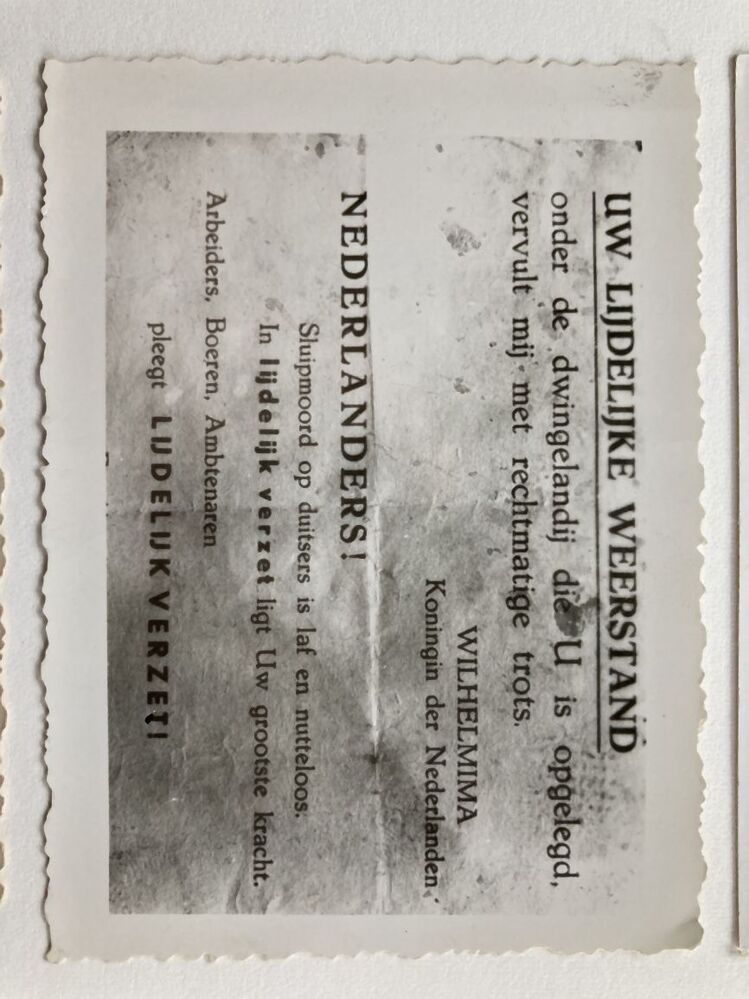 UW LIJDELIJKE WEERSTAND
onder de dwingelandij die U is opgelegd,
vervult mij met rechtmatige trots.
WILHELMIMA
Koningin der Nederlanden
NEDERLANDERS!
Sluipmoord op duitsers is laf en nutteloos.
In lijdelijk verzet ligt Uw grootste kracht.
Arbeiders, Boeren, Ambtenaren
pleegt LIJDELIJK VERZET!